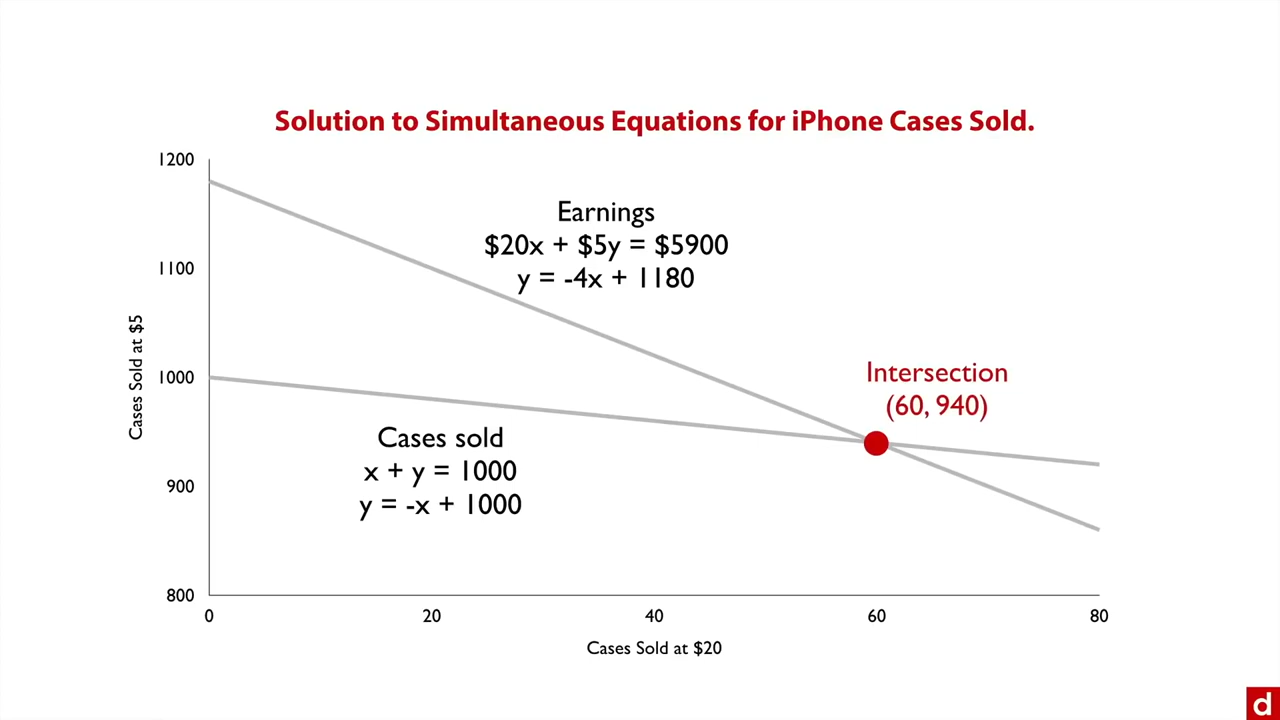 Solution to Simultaneous Equations for iPhone Cases Sold.
1200
1100
1000
900
800
Cases Sold at $5
Earnings
$20x + $5y = $5900
y = -4x + 1180
Intersection
(60, 940)
Cases sold
x + y = 1000
y = -x + 1000
0
20
40
60
80
Cases Sold at $20
d